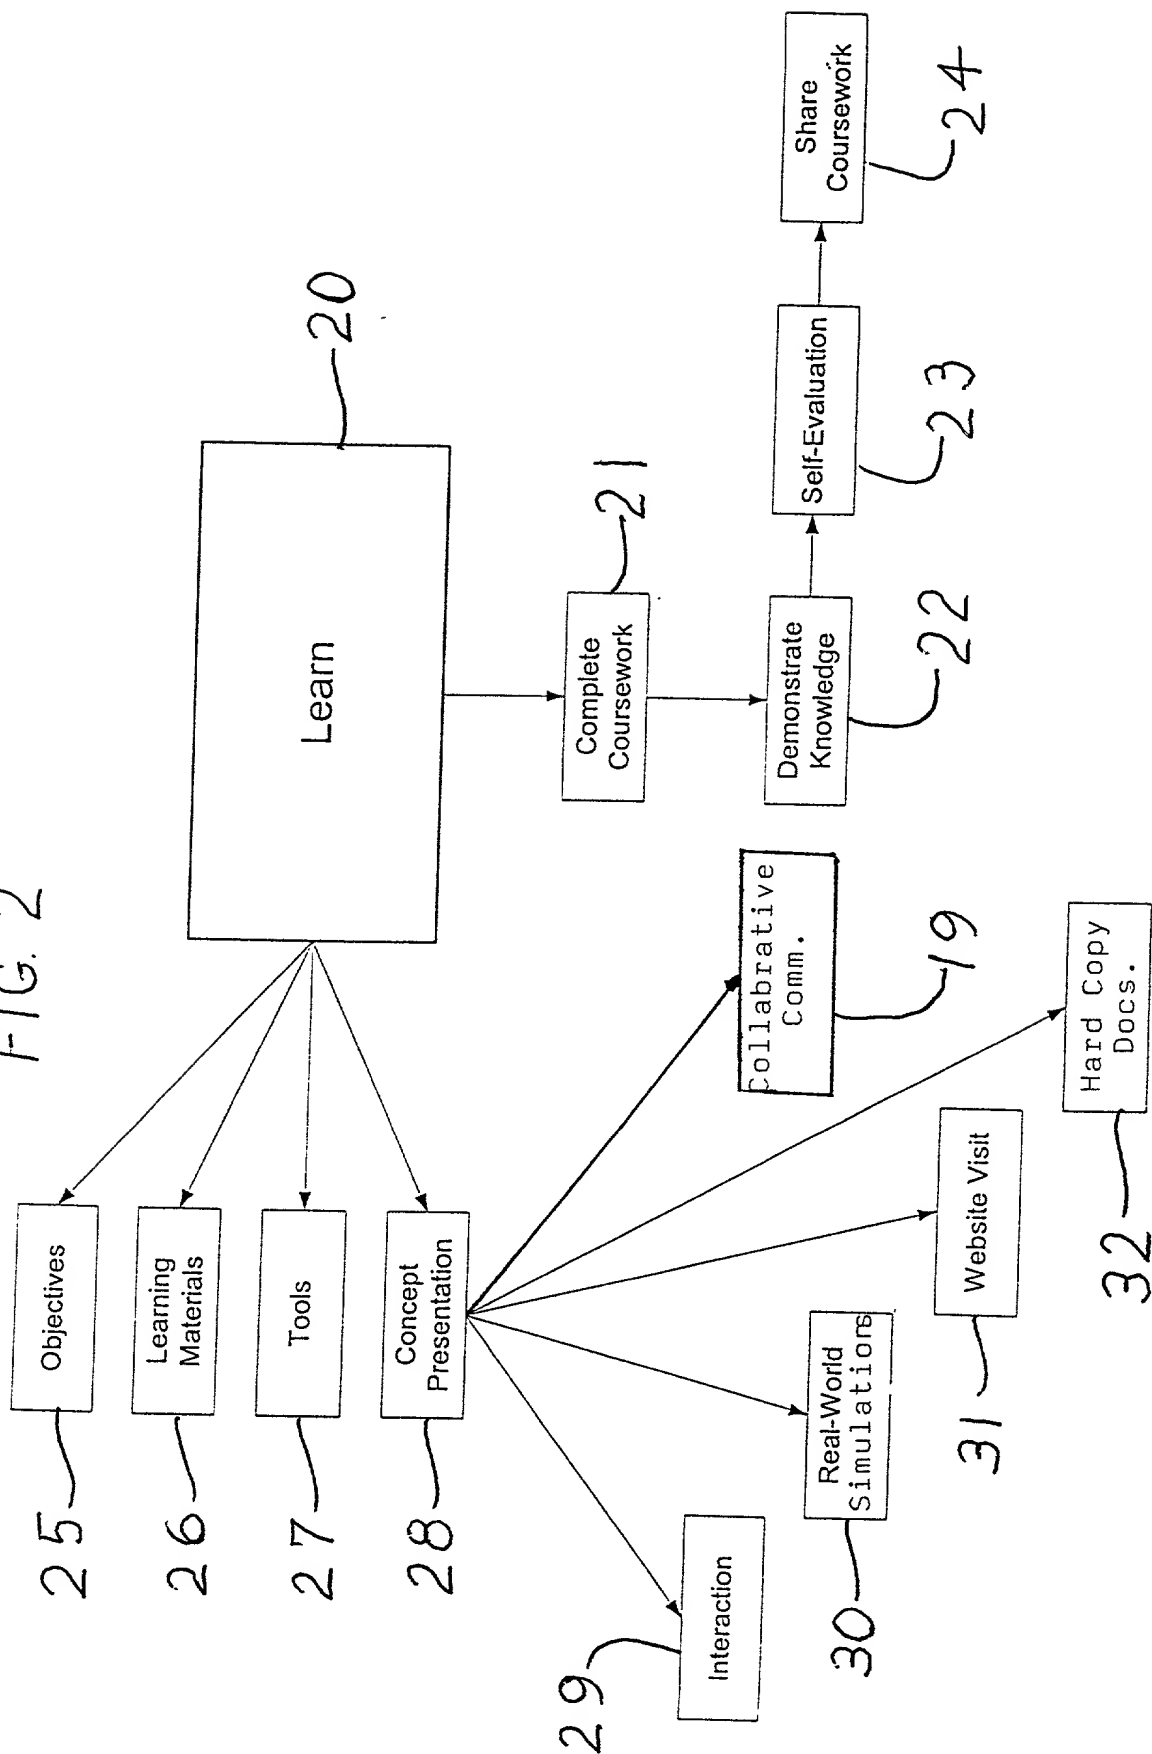 FIG. 2
Learn
20
Objectives
25
Learning
Materials
26
Tools
27
Concept
Presentation
28
Complete
Coursework
21
Demonstrate
Knowledge
22
Self-Evaluation
23
Share
Coursework
24
Collabrative
Comm.
19
Interaction
29
Real-World
Simulations
30
Website Visit
31
Hard Copy
Docs.
32